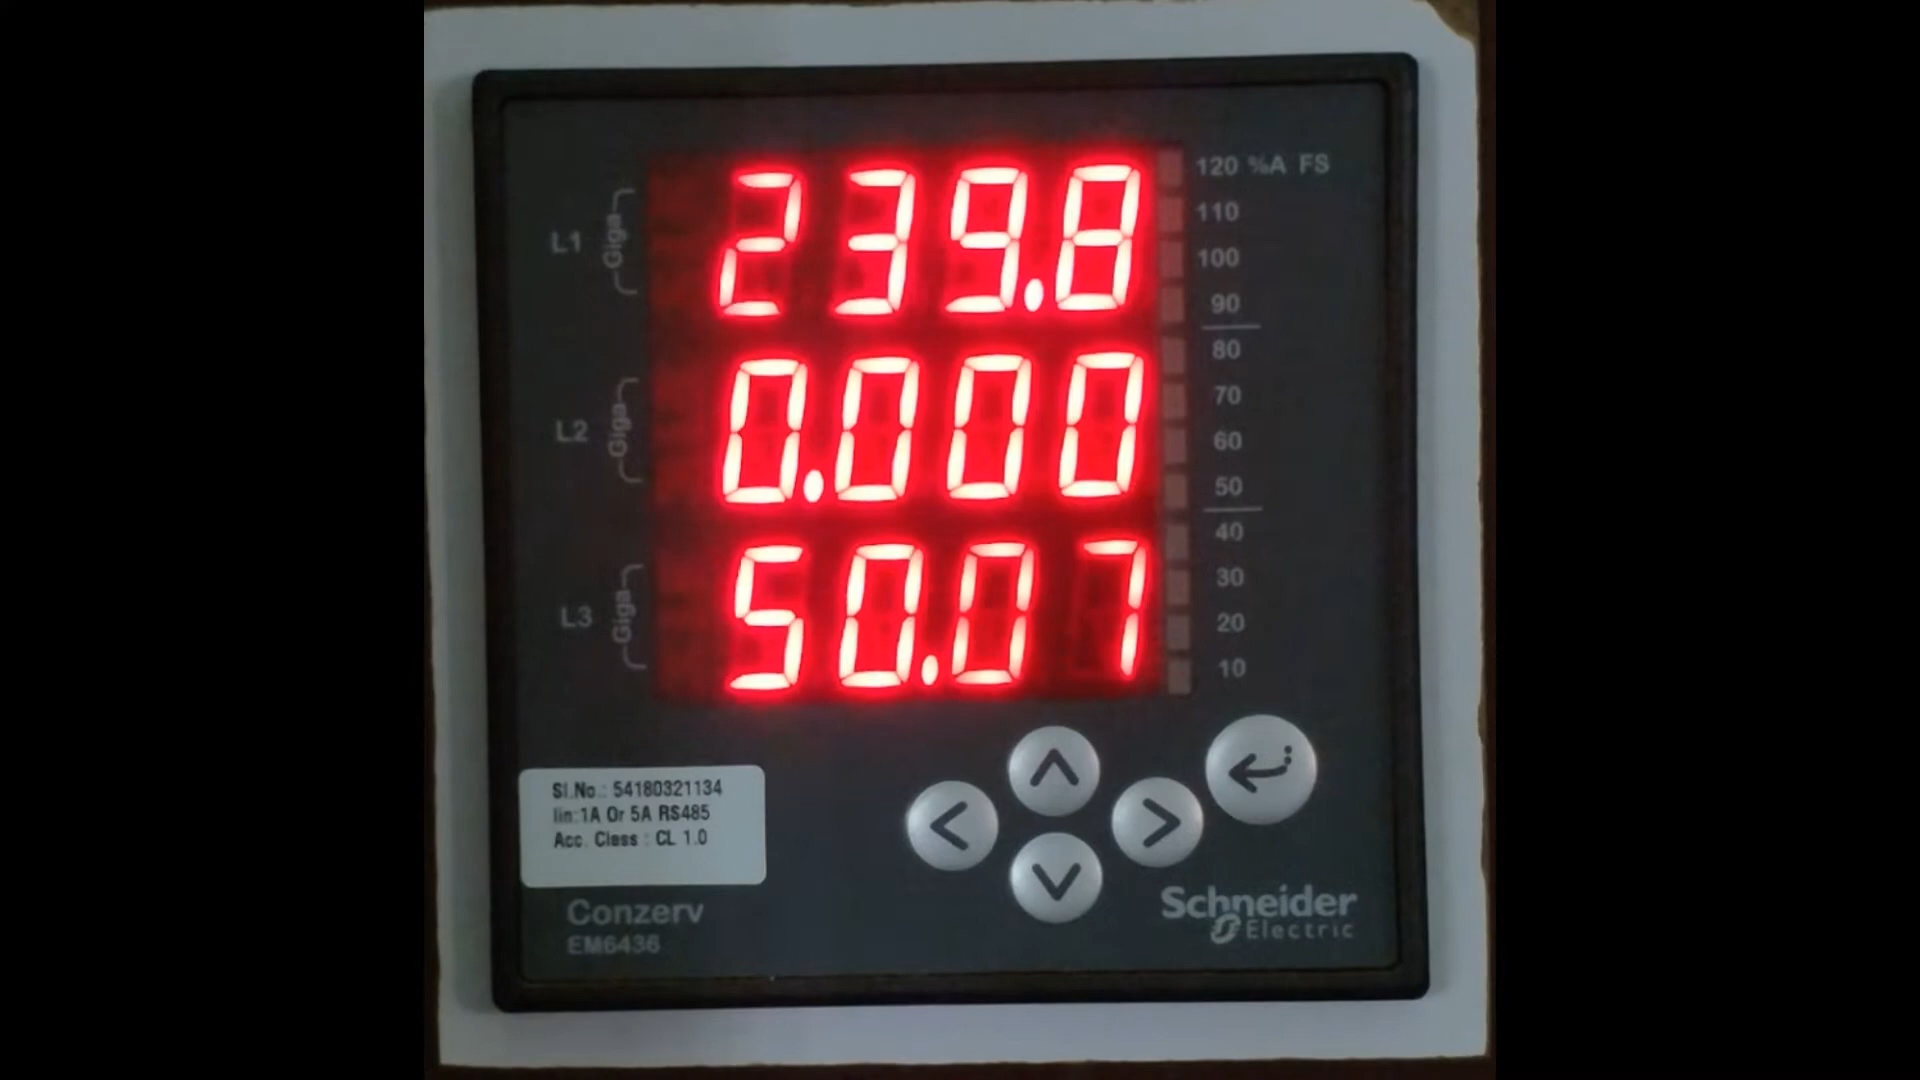 239.8
0.000
50.07
L1 Giga
L2 Giga
L3 Giga
120 %A FS
110
100
90
80
70
60
50
40
30
20
10
Sl.No.: 54180321134
Iin:1A Or 5A RS485
Acc. Class : CL 1.0
Conzerv
EM6436
Schneider
Electric